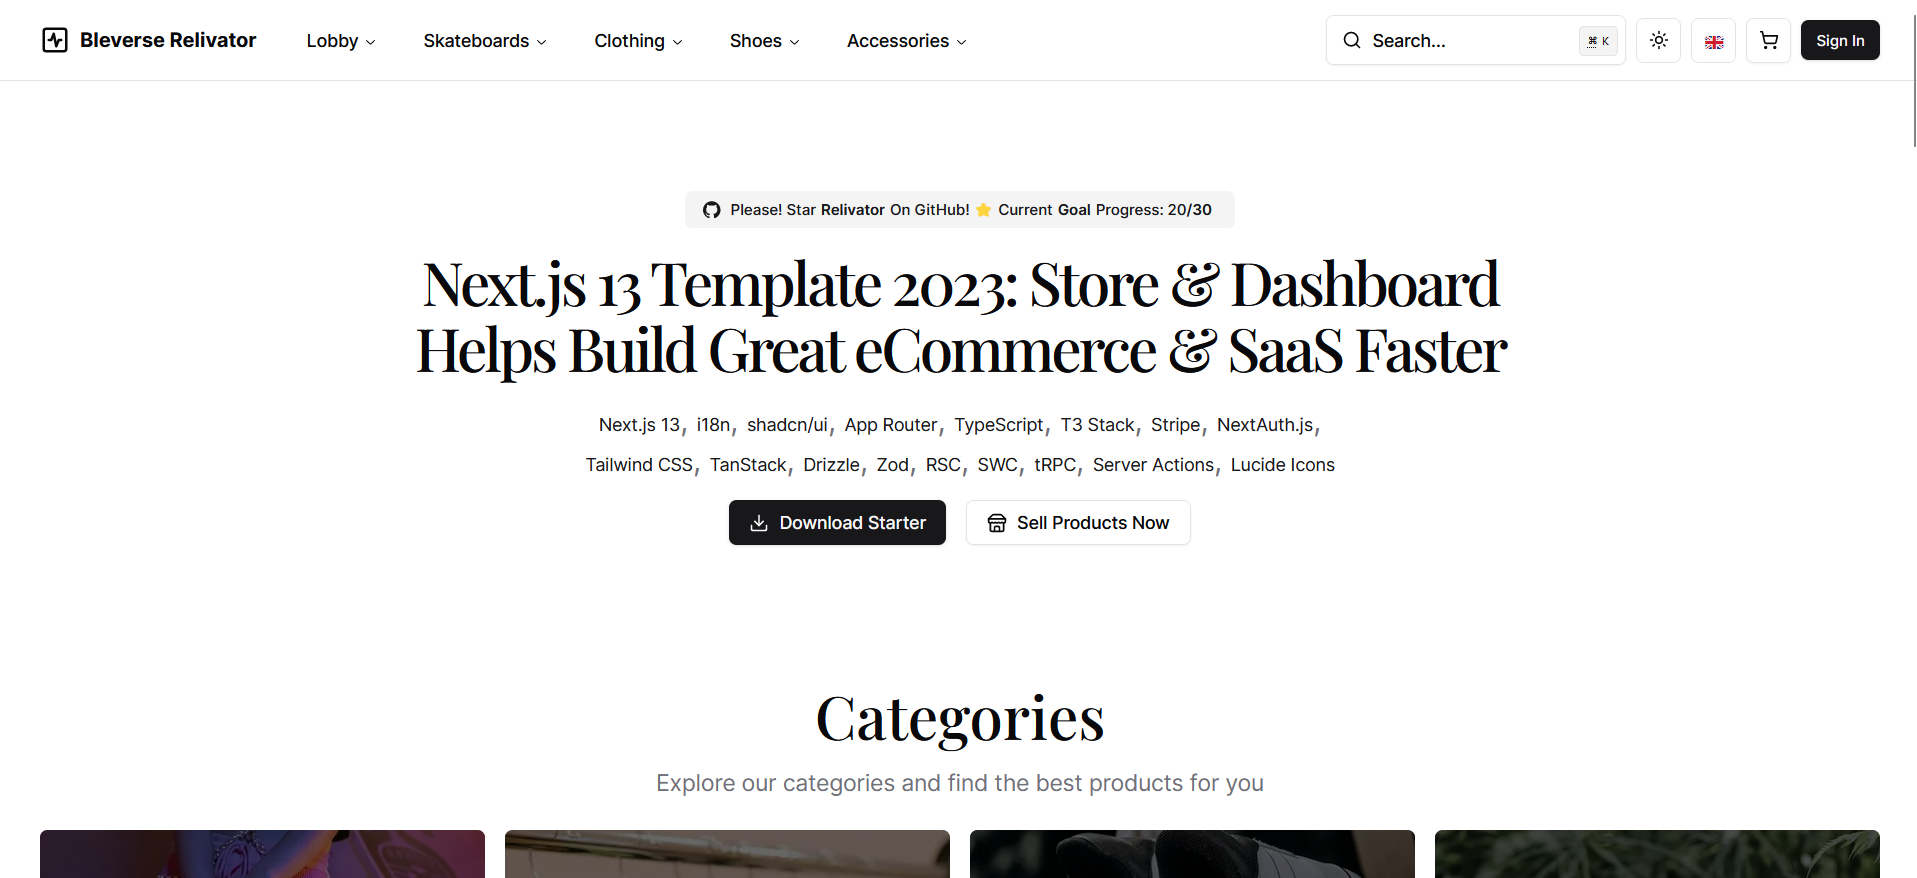 Bleverse Relivator
Lobby
Skateboards
Clothing
Shoes
Accessories
Search...
⌘ K
Sign In
Please! Star Relivator On GitHub! ⭐ Current Goal Progress: 20/30
Next.js 13 Template 2023: Store & Dashboard
Helps Build Great eCommerce & SaaS Faster
Next.js 13, i18n, shadcn/ui, App Router, TypeScript, T3 Stack, Stripe, NextAuth.js,
Tailwind CSS, TanStack, Drizzle, Zod, RSC, SWC, tRPC, Server Actions, Lucide Icons
Download Starter
Sell Products Now
Categories
Explore our categories and find the best products for you